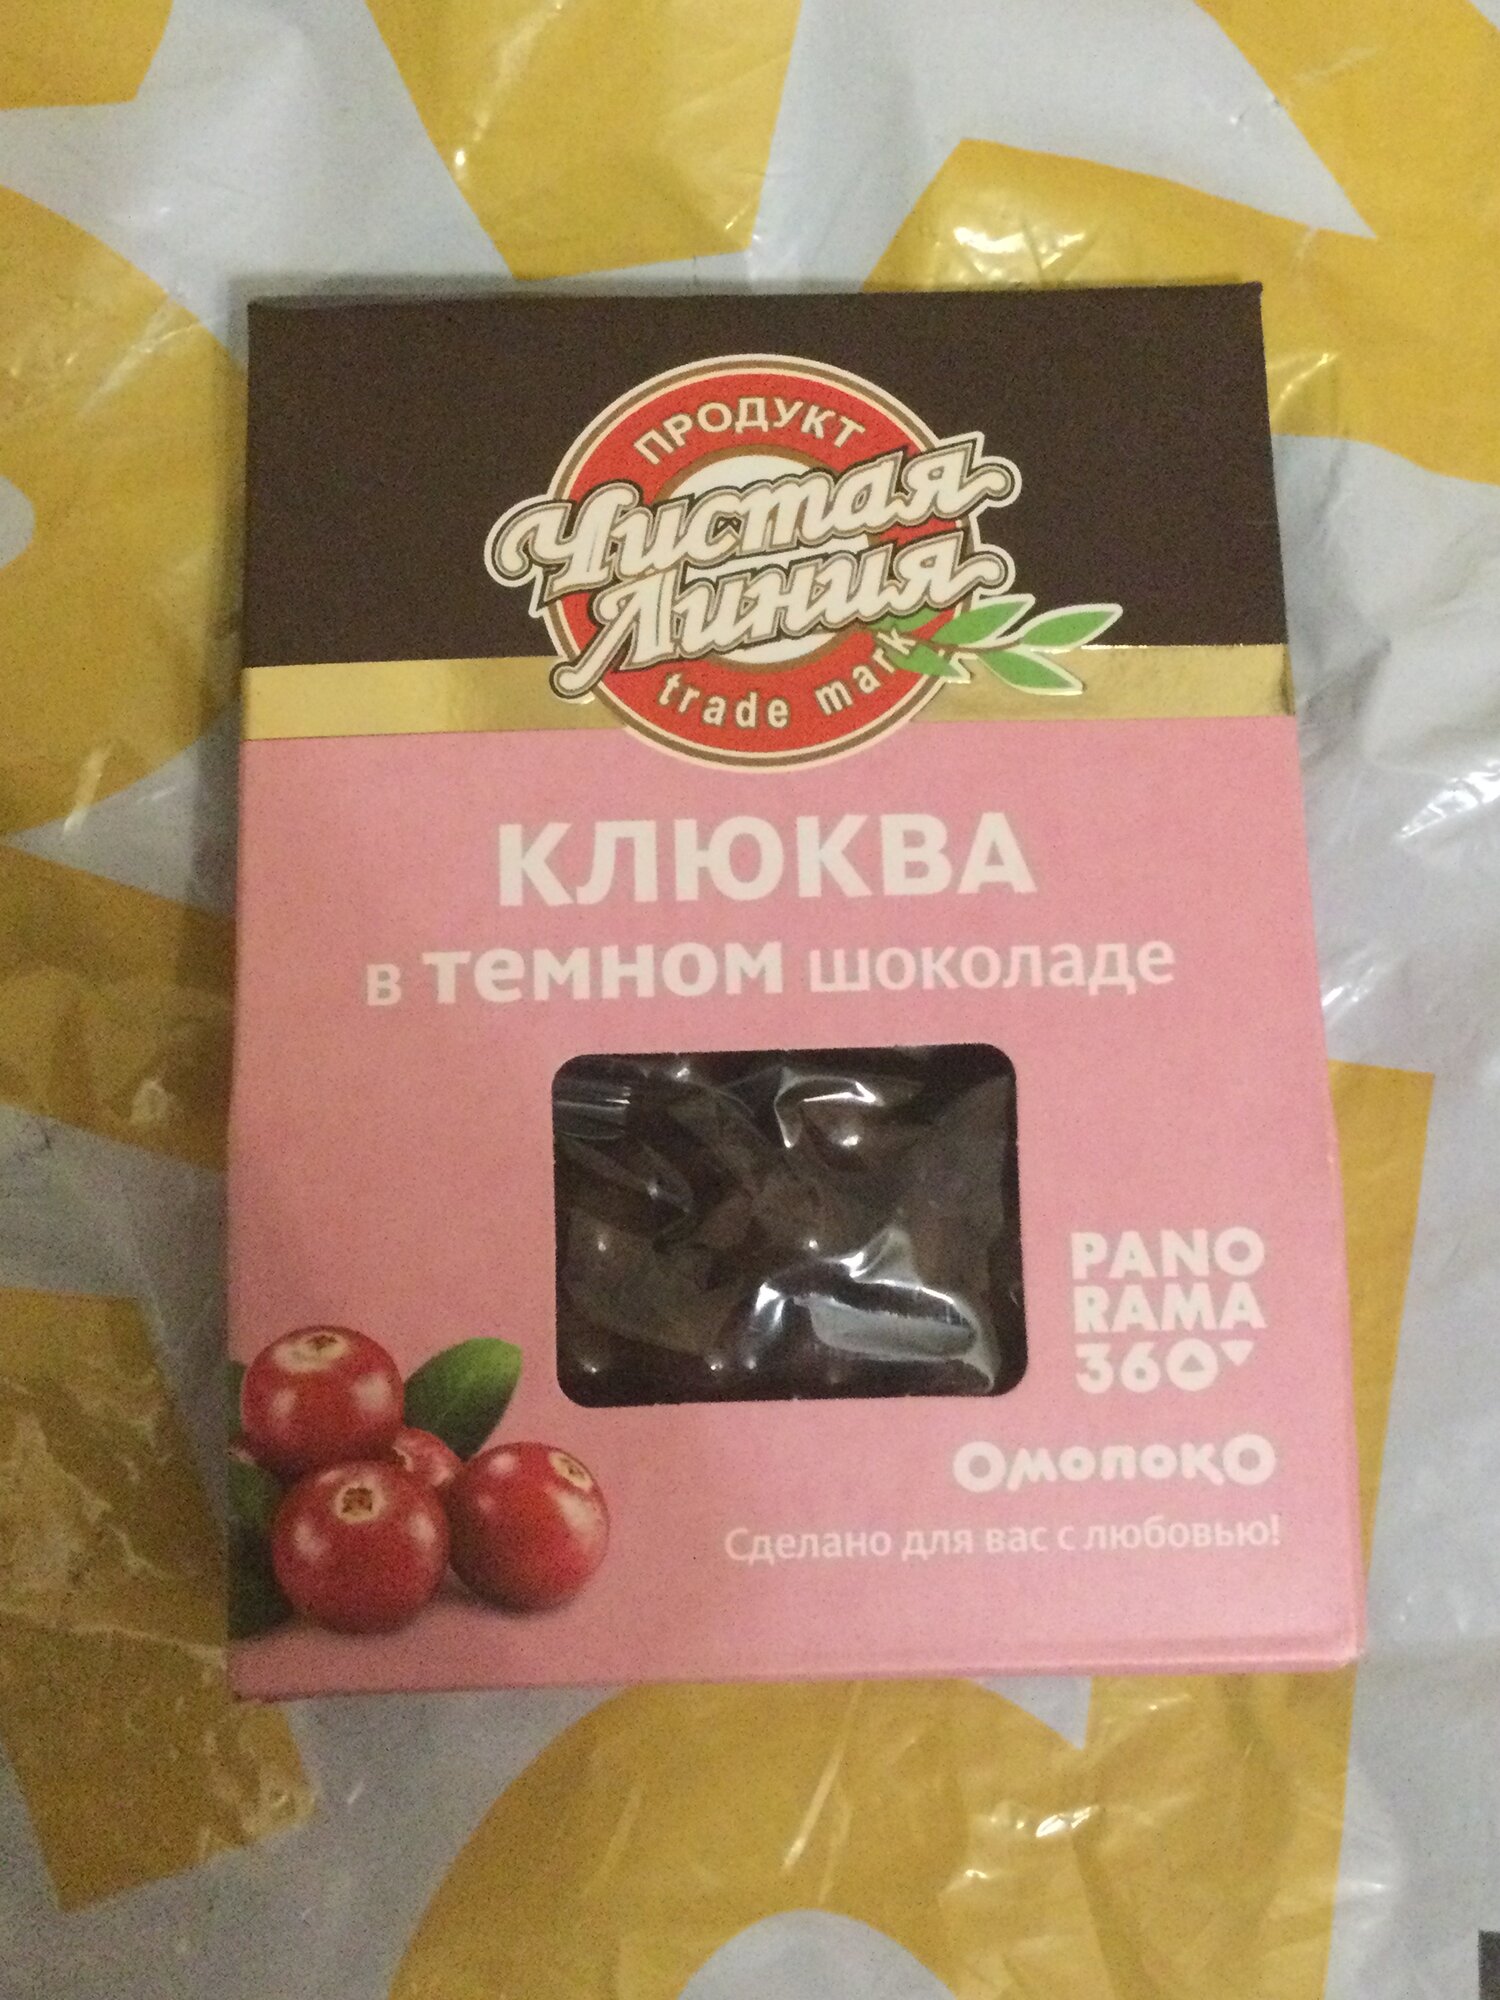 ПРОДУКТ
Чистая
Линия
trade mark
КЛЮКВА
в темном шоколаде
PANO
RAMA
360
ОМОЛОКО
Сделано для вас с любовью!